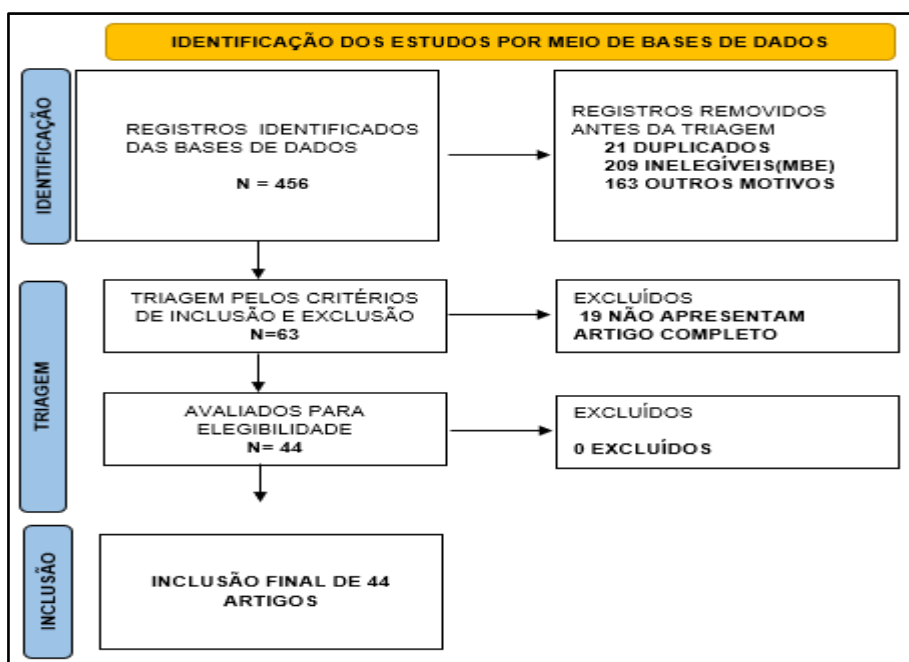 IDENTIFICAÇÃO DOS ESTUDOS POR MEIO DE BASES DE DADOS
IDENTIFICAÇÃO
REGISTROS IDENTIFICADOS
DAS BASES DE DADOS
N = 456
REGISTROS REMOVIDOS
ANTES DA TRIAGEM
21 DUPLICADOS
209 INELEGÍVEIS(MBE)
163 OUTROS MOTIVOS
TRIAGEM
TRIAGEM PELOS CRITÉRIOS
DE INCLUSÃO E EXCLUSÃO
N=63
EXCLUÍDOS
19 NÃO APRESENTAM
ARTIGO COMPLETO
AVALIADOS PARA
ELEGIBILIDADE
N= 44
EXCLUÍDOS
0 EXCLUÍDOS
INCLUSÃO
INCLUSÃO FINAL DE 44
ARTIGOS